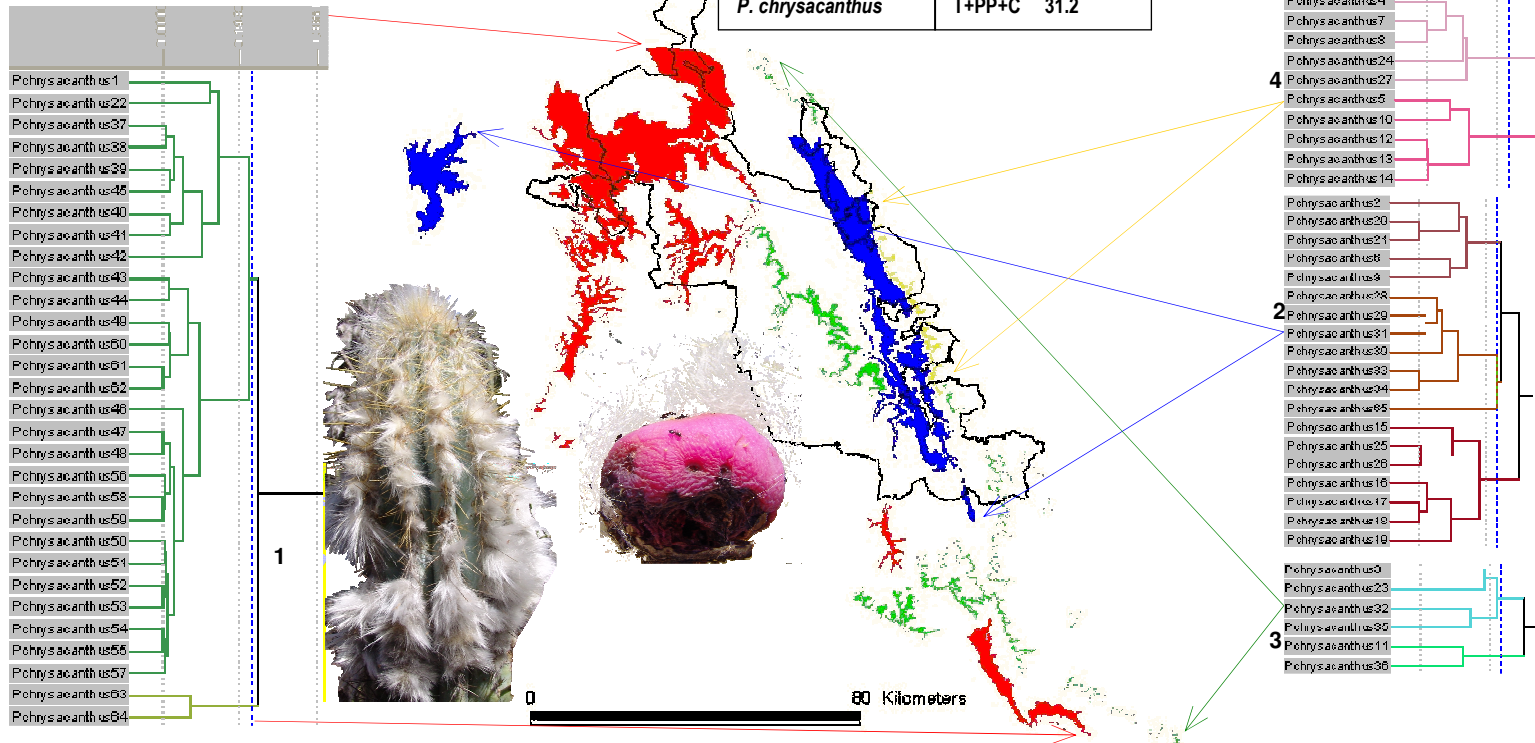 P. chrysacanthus T+PP+C 31.2
Pchrysacanthus1
Pchrysacanthus22
Pchrysacanthus37
Pchrysacanthus38
Pchrysacanthus39
Pchrysacanthus45
Pchrysacanthus40
Pchrysacanthus41
Pchrysacanthus42
Pchrysacanthus43
Pchrysacanthus44
Pchrysacanthus49
Pchrysacanthus60
Pchrysacanthus61
Pchrysacanthus62
Pchrysacanthus46
Pchrysacanthus47
Pchrysacanthus48
Pchrysacanthus56
Pchrysacanthus58
Pchrysacanthus59
Pchrysacanthus50
Pchrysacanthus51
Pchrysacanthus52
Pchrysacanthus53
Pchrysacanthus54
Pchrysacanthus55
Pchrysacanthus57
Pchrysacanthus63
Pchrysacanthus64
1
0 80 Kilometers
Pchrysacanthus4
Pchrysacanthus7
Pchrysacanthus8
Pchrysacanthus24
Pchrysacanthus27
4
Pchrysacanthus5
Pchrysacanthus10
Pchrysacanthus12
Pchrysacanthus13
Pchrysacanthus14
Pchrysacanthus2
Pchrysacanthus20
Pchrysacanthus21
Pchrysacanthus6
Pchrysacanthus9
Pchrysacanthus28
2
Pchrysacanthus29
Pchrysacanthus31
Pchrysacanthus30
Pchrysacanthus33
Pchrysacanthus34
Pchrysacanthus65
Pchrysacanthus15
Pchrysacanthus25
Pchrysacanthus26
Pchrysacanthus16
Pchrysacanthus17
Pchrysacanthus18
Pchrysacanthus19
Pchrysacanthus3
Pchrysacanthus23
Pchrysacanthus32
Pchrysacanthus35
3
Pchrysacanthus11
Pchrysacanthus36